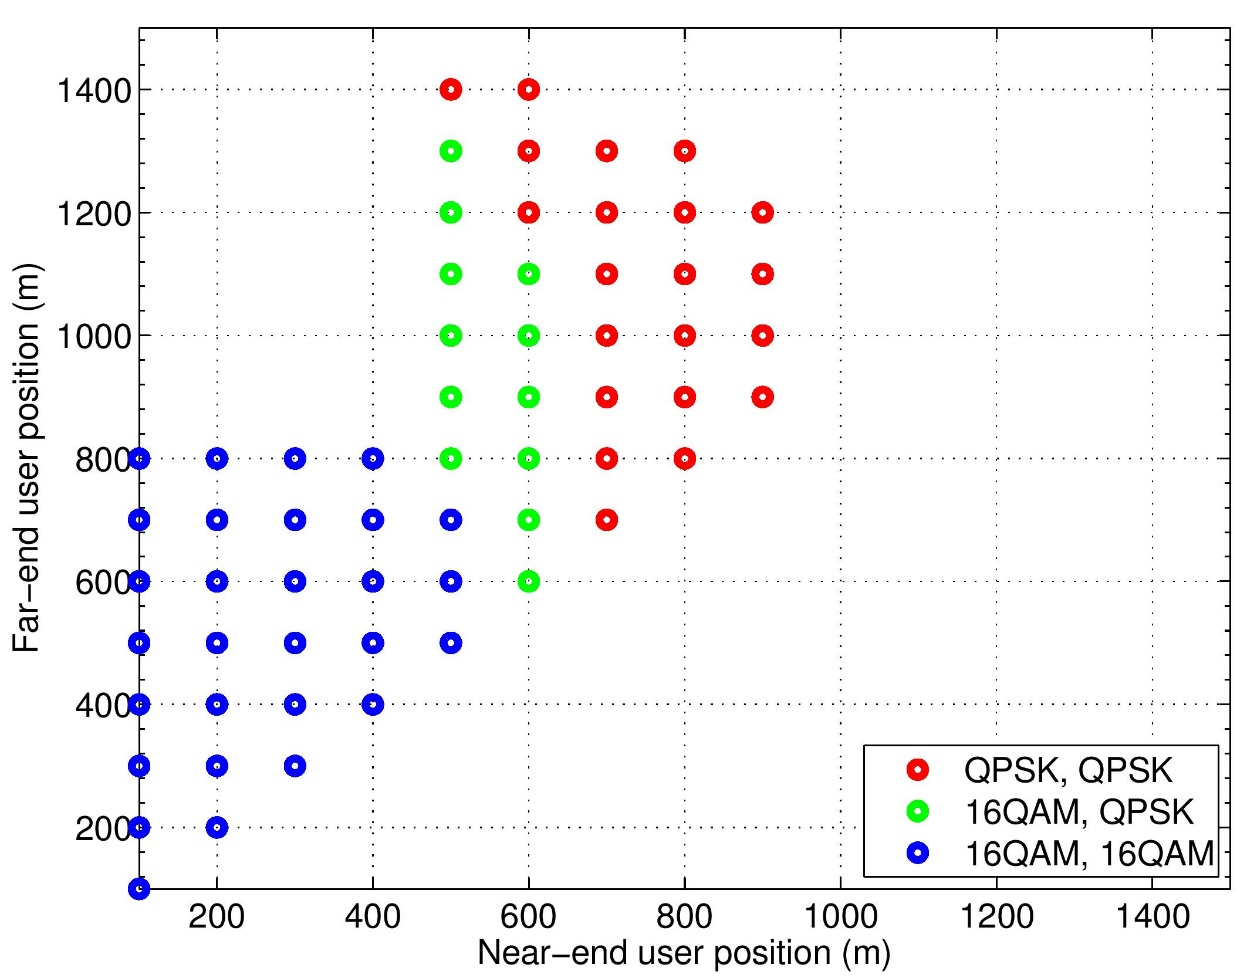 1400
1200
1000
800
600
400
200
Far−end user position (m)
QPSK, QPSK
16QAM, QPSK
16QAM, 16QAM
200 400 600 800 1000 1200 1400
Near−end user position (m)